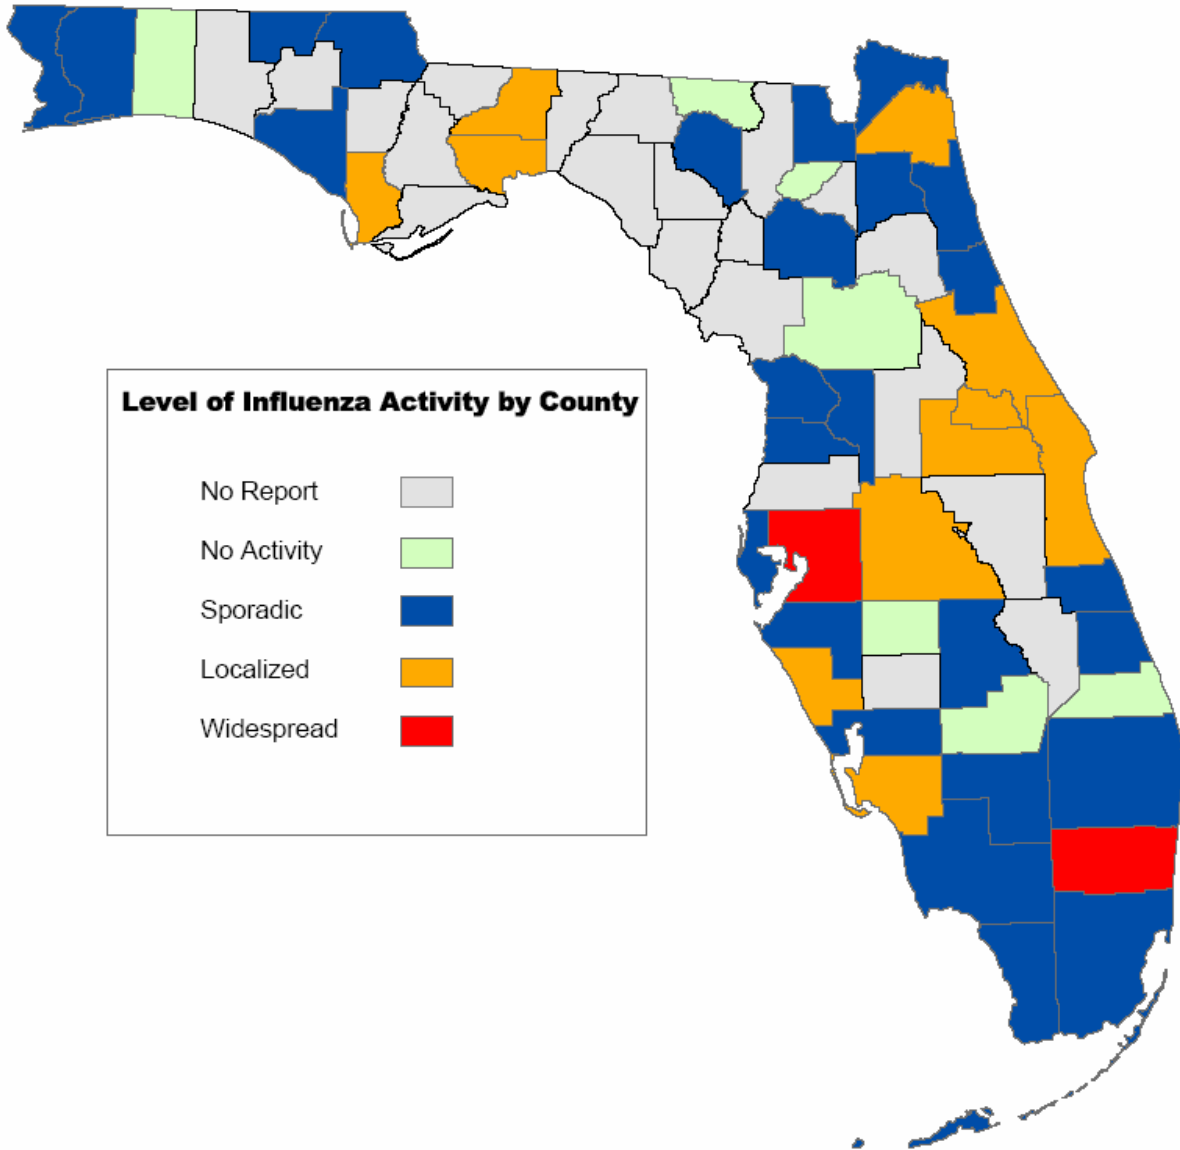 Level of Influenza Activity by County
No Report
No Activity
Sporadic
Localized
Widespread